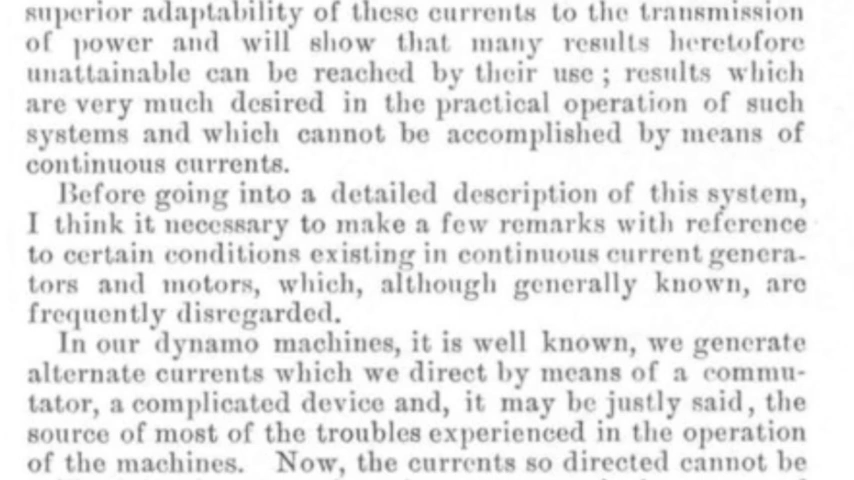 superior adaptability of these currents to the transmission
of power and will show that many results heretofore
unattainable can be reached by their use ; results which
are very much desired in the practical operation of such
systems and which cannot be accomplished by means of
continuous currents.
Before going into a detailed description of this system,
I think it necessary to make a few remarks with reference
to certain conditions existing in continuous current genera-
tors and motors, which, although generally known, are
frequently disregarded.
In our dynamo machines, it is well known, we generate
alternate currents which we direct by means of a commu-
tator, a complicated device and, it may be justly said, the
source of most of the troubles experienced in the operation
of the machines. Now, the currents so directed cannot be